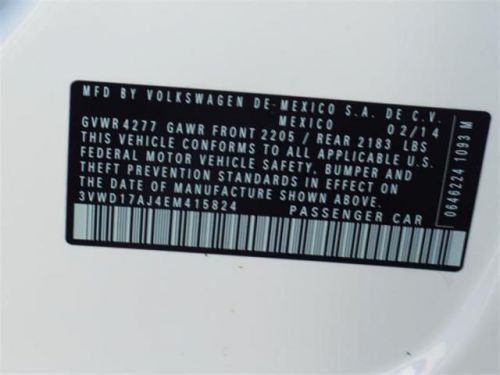 MFD BY VOLKSWAGEN DE MEXICO S.A. DE C.V.
MEXICO 02/14
GVWR 4277 GAWR FRONT 2205 / REAR 2183 LBS
THIS VEHICLE CONFORMS TO ALL APPLICABLE U.S.
FEDERAL MOTOR VEHICLE SAFETY, BUMPER AND
THEFT PREVENTION STANDARDS IN EFFECT ON
THE DATE OF MANUFACTURE SHOWN ABOVE.
3VWD17AJ4EM415824 PASSENGER CAR
0646224 1093 M